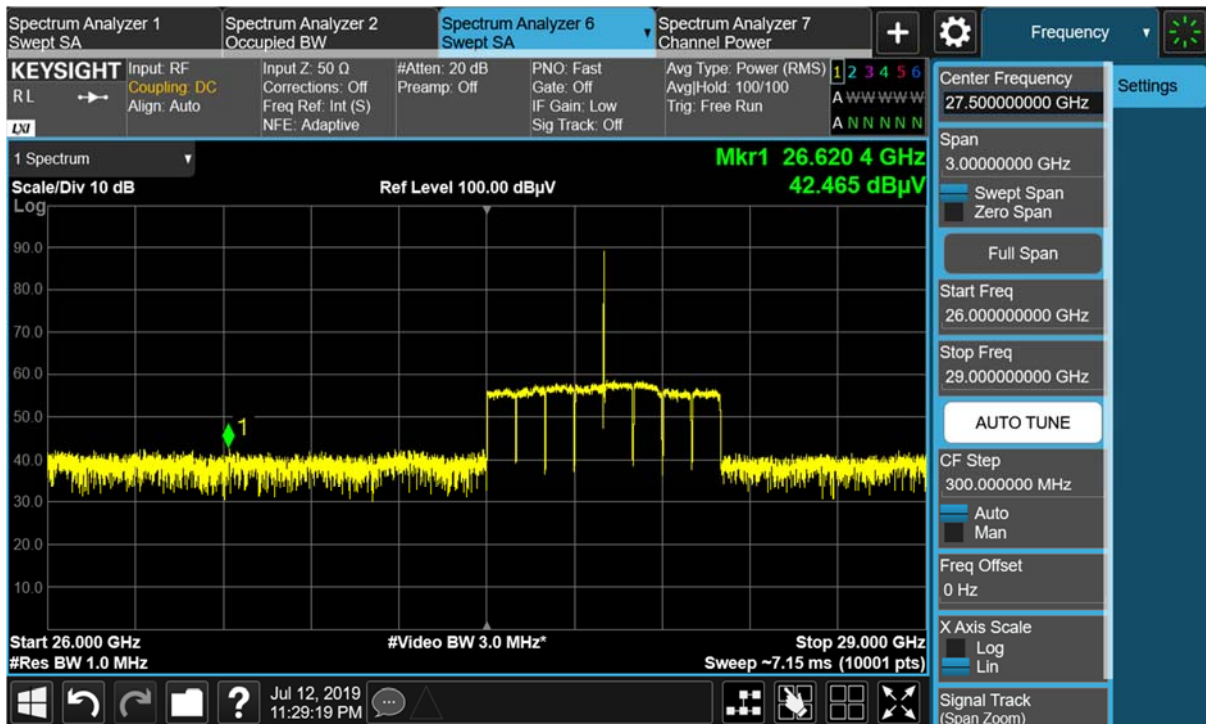 Spectrum Analyzer 1
Swept SA
Spectrum Analyzer 2
Occupied BW
Spectrum Analyzer 6
Swept SA
Spectrum Analyzer 7
Channel Power
+
Frequency
KEYSIGHT
RL
LXI
Input: RF
Coupling: DC
Align: Auto
Input Z: 50 Ω
Corrections: Off
Freq Ref: Int (S)
NFE: Adaptive
#Atten: 20 dB
Preamp: Off
PNO: Fast
Gate: Off
IF Gain: Low
Sig Track: Off
Avg Type: Power (RMS)
Avg|Hold: 100/100
Trig: Free Run
1 2 3 4 5 6
A W W W W W
A N N N N N
1 Spectrum
Scale/Div 10 dB
Ref Level 100.00 dBµV
Mkr1 26.620 4 GHz
42.465 dBµV
Log
90.0
80.0
70.0
60.0
50.0
40.0
30.0
20.0
10.0
1
Start 26.000 GHz
#Video BW 3.0 MHz*
Stop 29.000 GHz
#Res BW 1.0 MHz
Sweep ~7.15 ms (10001 pts)
?
Jul 12, 2019
11:29:19 PM
Center Frequency
27.500000000 GHz
Settings
Span
3.00000000 GHz
Swept Span
Zero Span
Full Span
Start Freq
26.000000000 GHz
Stop Freq
29.000000000 GHz
AUTO TUNE
CF Step
300.000000 MHz
Auto
Man
Freq Offset
0 Hz
X Axis Scale
Log
Lin
Signal Track
(Span Zoom)